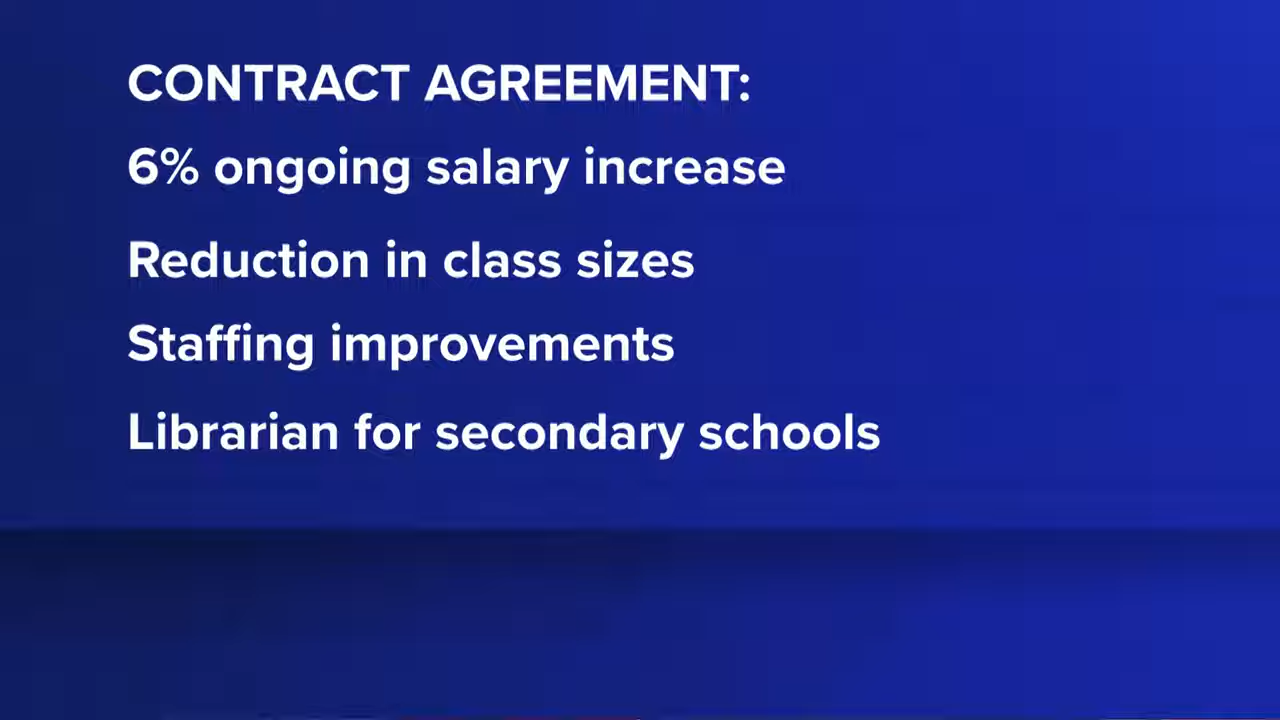 CONTRACT AGREEMENT:
6% ongoing salary increase
Reduction in class sizes
Staffing improvements
Librarian for secondary schools